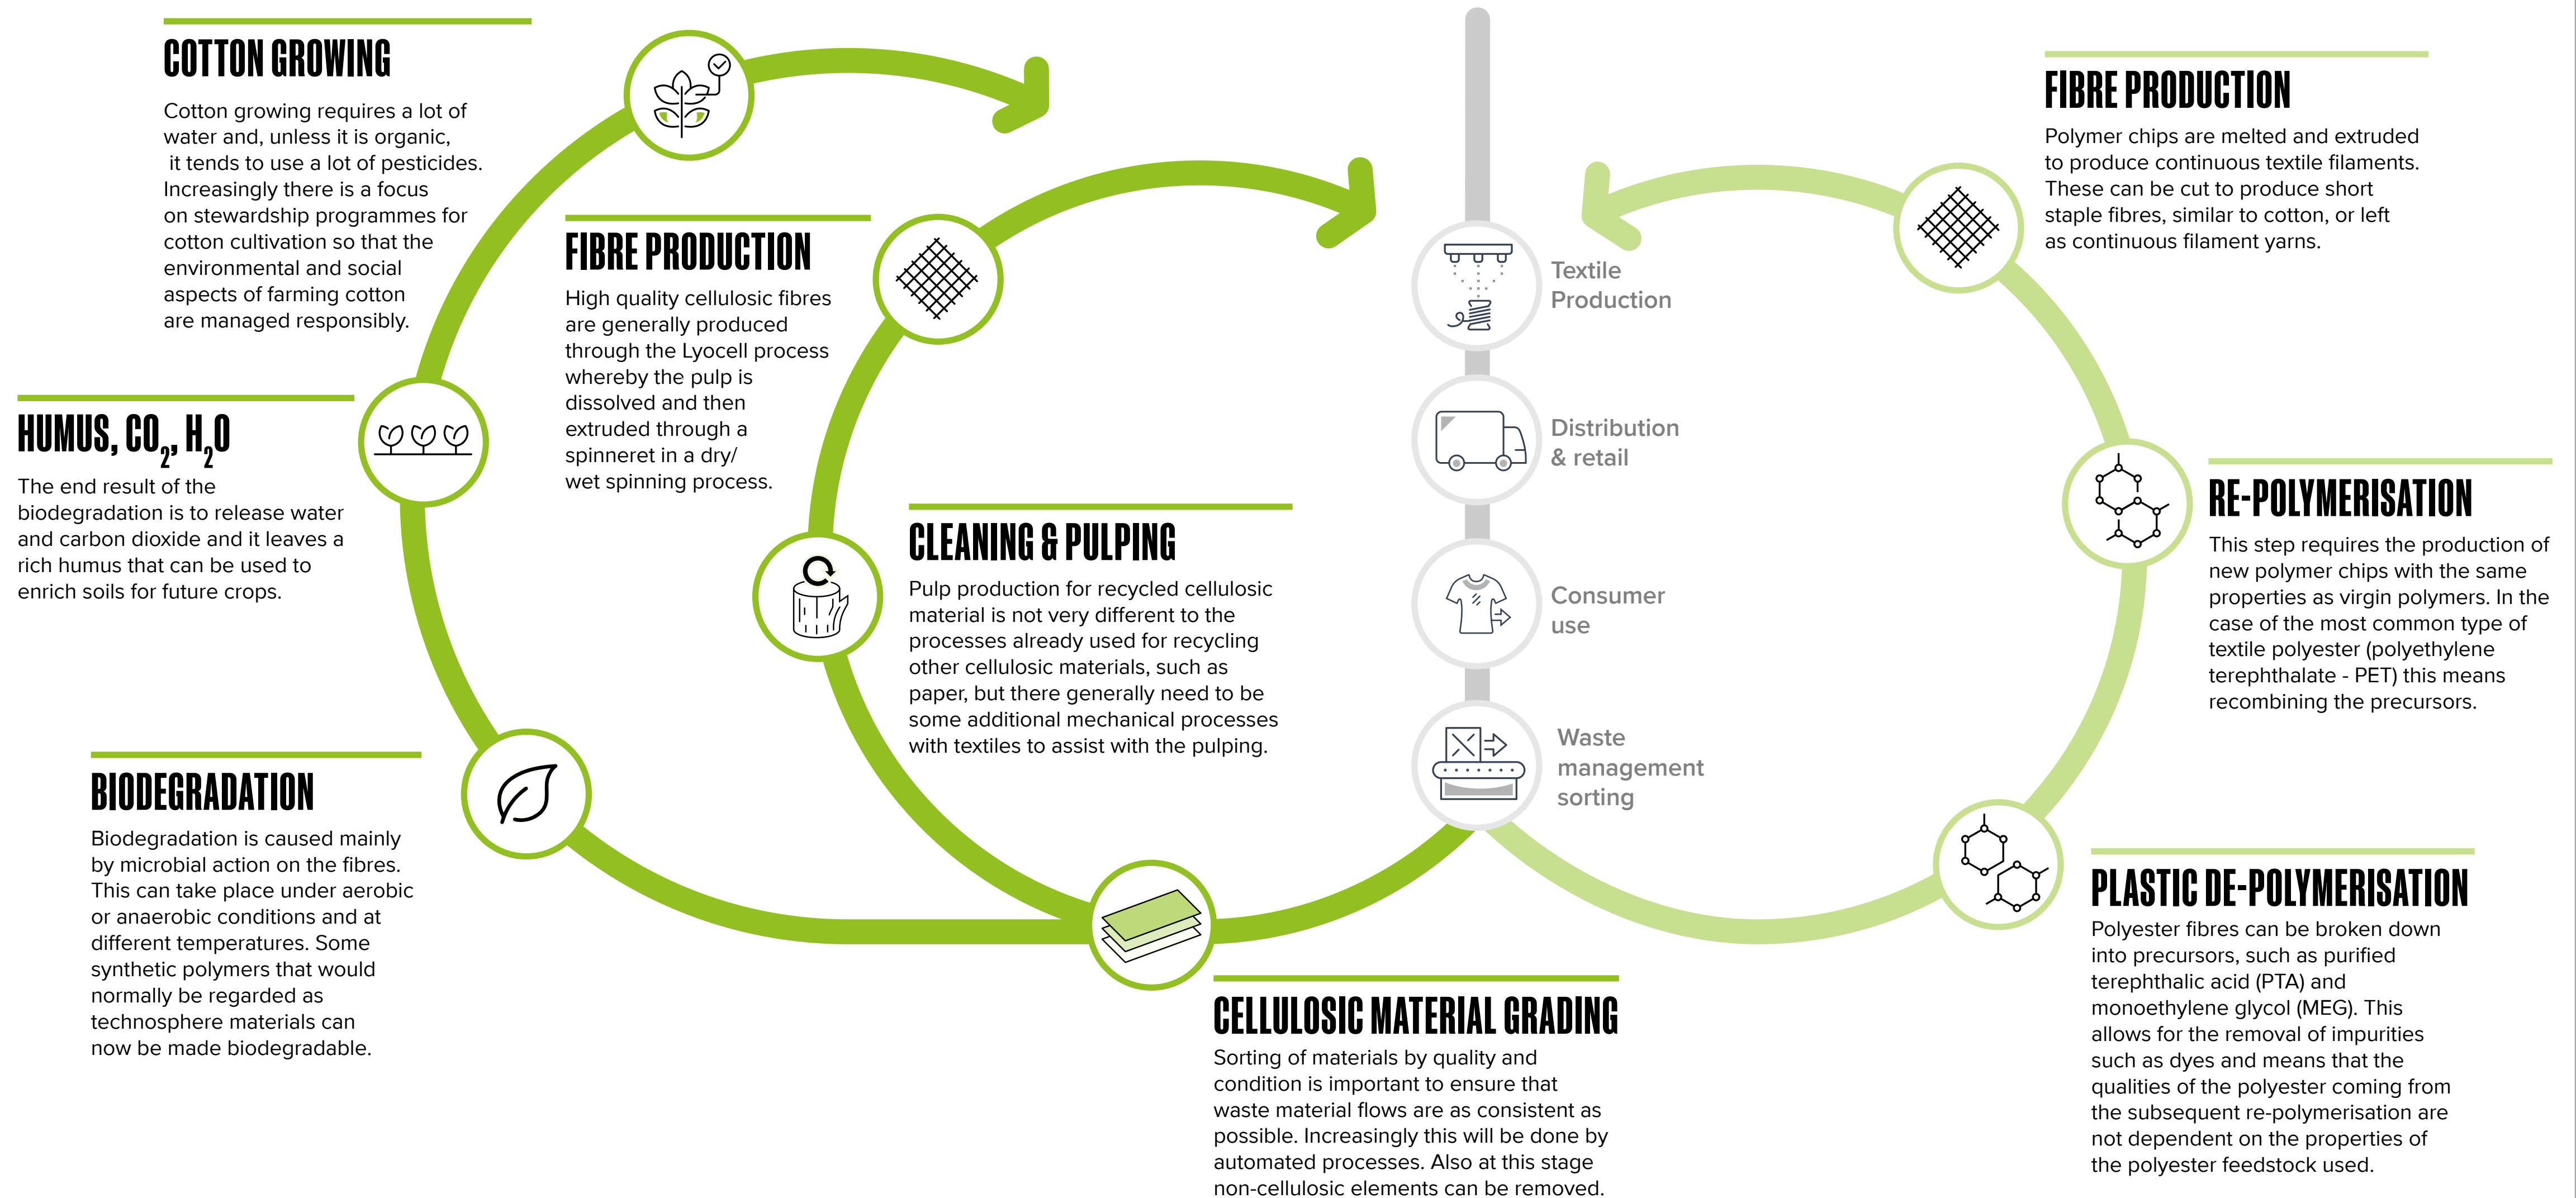 COTTON GROWING
Cotton growing requires a lot of
water and, unless it is organic,
it tends to use a lot of pesticides.
Increasingly there is a focus
on stewardship programmes for
cotton cultivation so that the
environmental and social
aspects of farming cotton
are managed responsibly.
HUMUS, CO₂, H₂O
The end result of the
biodegradation is to release water
and carbon dioxide and it leaves a
rich humus that can be used to
enrich soils for future crops.
BIODEGRADATION
Biodegradation is caused mainly
by microbial action on the fibres.
This can take place under aerobic
or anaerobic conditions and at
different temperatures. Some
synthetic polymers that would
normally be regarded as
technosphere materials can
now be made biodegradable.
FIBRE PRODUCTION
High quality cellulosic fibres
are generally produced
through the Lyocell process
whereby the pulp is
dissolved and then
extruded through a
spinneret in a dry/
wet spinning process.
CLEANING & PULPING
Pulp production for recycled cellulosic
material is not very different to the
processes already used for recycling
other cellulosic materials, such as
paper, but there generally need to be
some additional mechanical processes
with textiles to assist with the pulping.
CELLULOSIC MATERIAL GRADING
Sorting of materials by quality and
condition is important to ensure that
waste material flows are as consistent as
possible. Increasingly this will be done by
automated processes. Also at this stage
non-cellulosic elements can be removed.
Textile
Production
Distribution
& retail
Consumer
use
Waste
management
sorting
FIBRE PRODUCTION
Polymer chips are melted and extruded
to produce continuous textile filaments.
These can be cut to produce short
staple fibres, similar to cotton, or left
as continuous filament yarns.
RE-POLYMERISATION
This step requires the production of
new polymer chips with the same
properties as virgin polymers. In the
case of the most common type of
textile polyester (polyethylene
terephthalate - PET) this means
recombining the precursors.
PLASTIC DE-POLYMERISATION
Polyester fibres can be broken down
into precursors, such as purified
terephthalic acid (PTA) and
monoethylene glycol (MEG). This
allows for the removal of impurities
such as dyes and means that the
qualities of the polyester coming from
the subsequent re-polymerisation are
not dependent on the properties of
the polyester feedstock used.